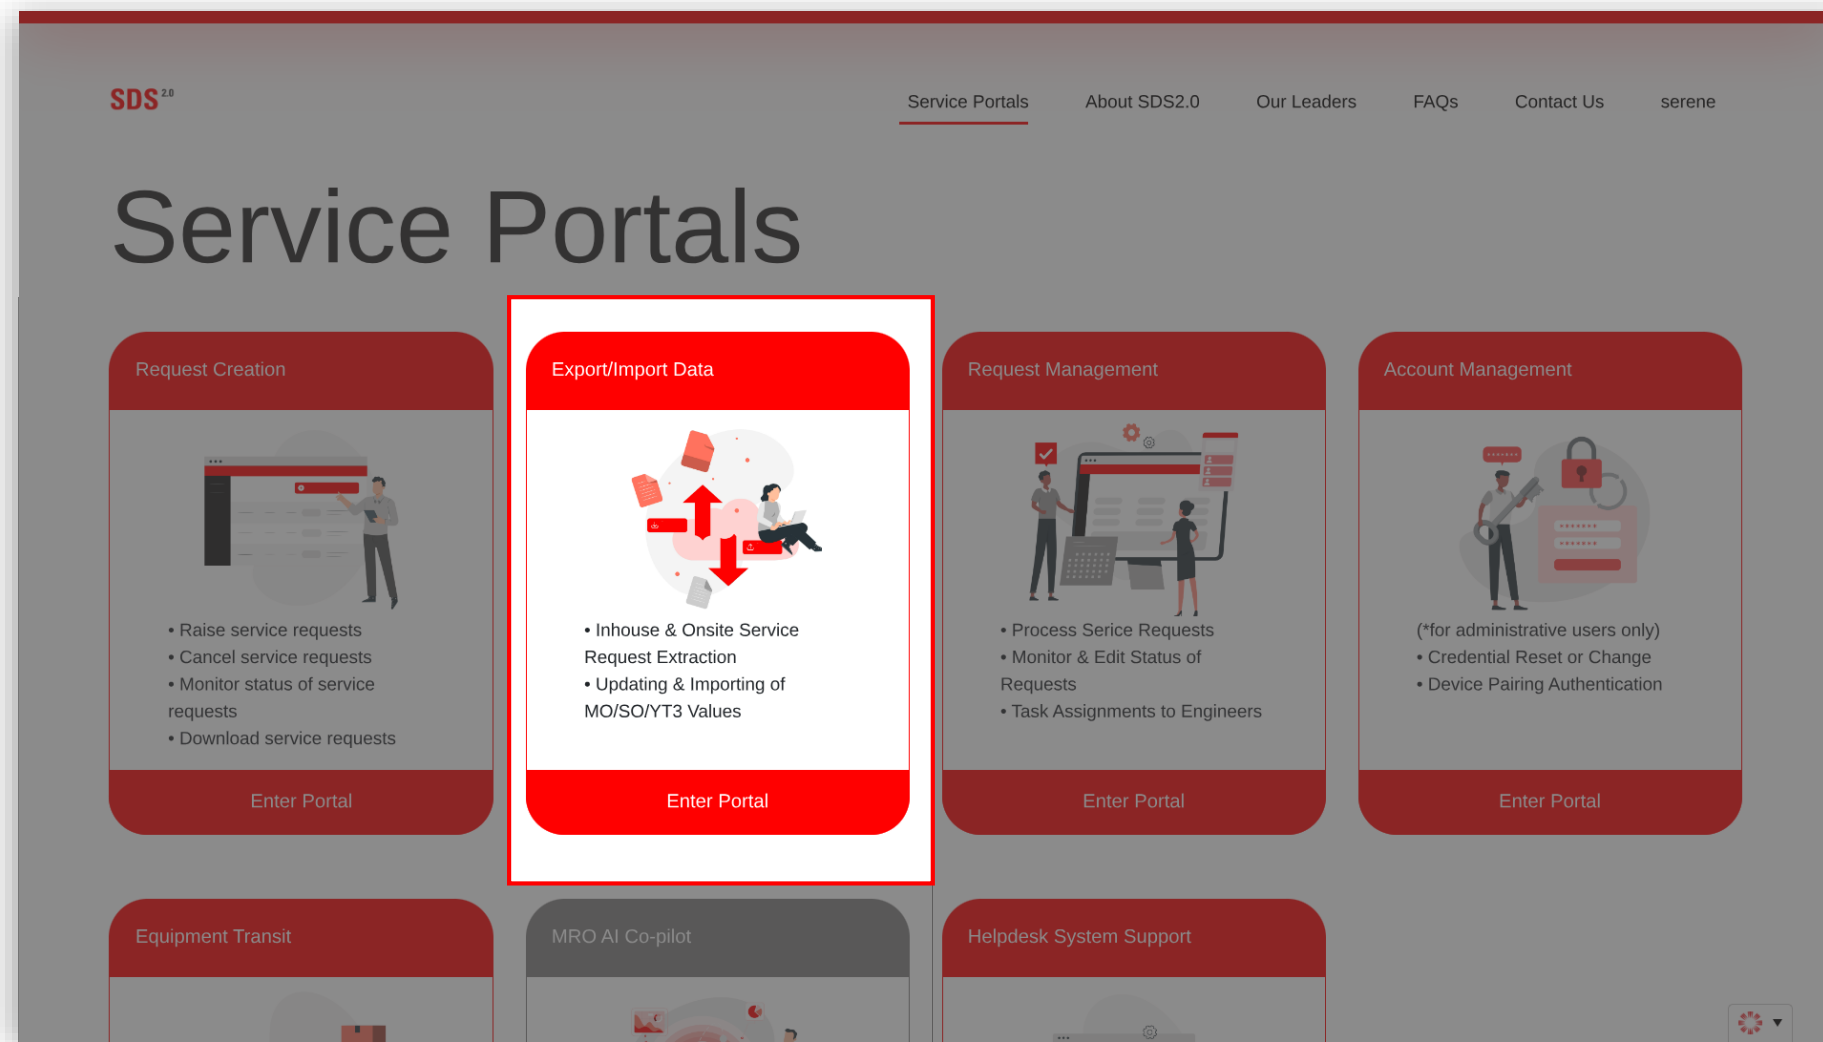 SDS 2.0
Service Portals
About SDS2.0
Our Leaders
FAQs
Contact Us
serene
Service Portals
Request Creation
• Raise service requests
• Cancel service requests
• Monitor status of service
requests
• Download service requests
Enter Portal
Export/Import Data
• Inhouse & Onsite Service
Request Extraction
• Updating & Importing of
MO/SO/YT3 Values
Enter Portal
Request Management
• Process Serice Requests
• Monitor & Edit Status of
Requests
• Task Assignments to Engineers
Enter Portal
Account Management
(*for administrative users only)
• Credential Reset or Change
• Device Pairing Authentication
Enter Portal
Equipment Transit
MRO AI Co-pilot
Helpdesk System Support